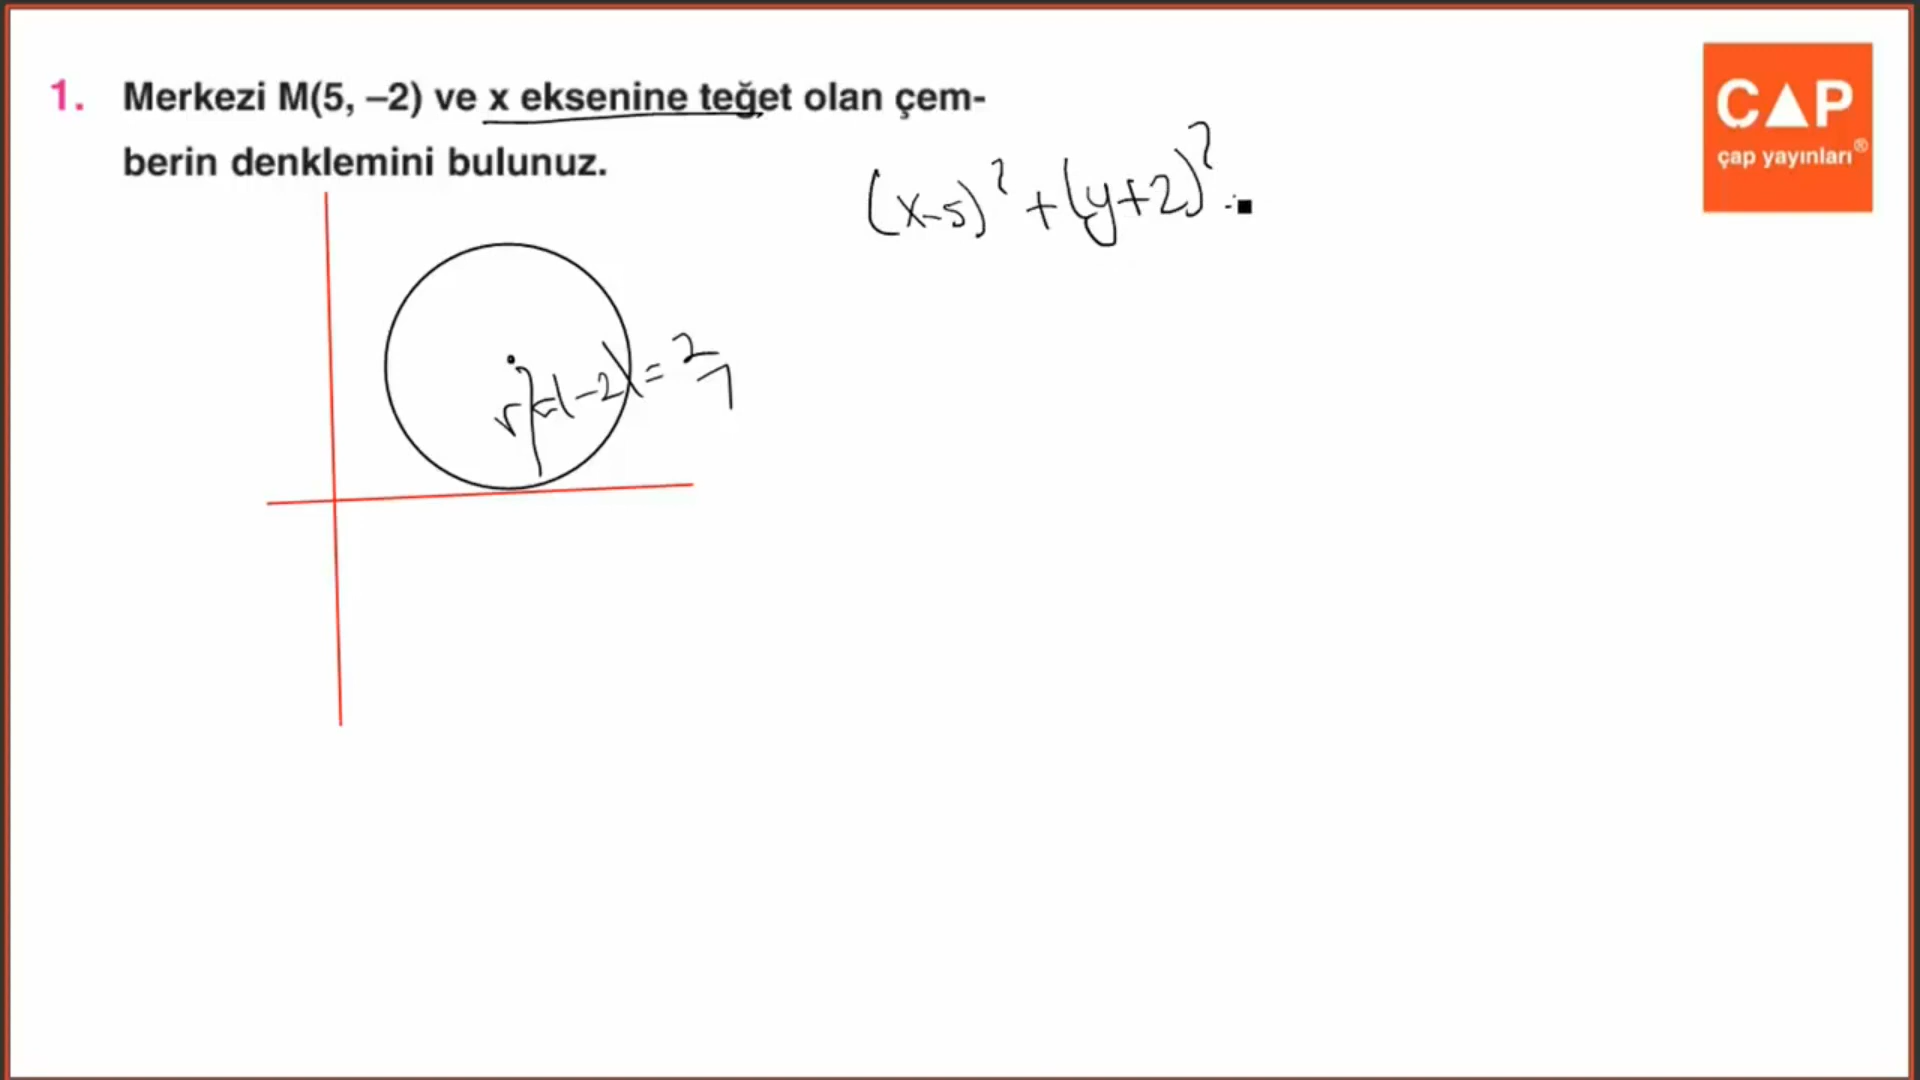 1. Merkezi M(5, –2) ve x eksenine teğet olan çem-
berin denklemini bulunuz.
ÇAP
çap yayınları®
(x-5)² + (y+2)² =
r = |-2| = 2